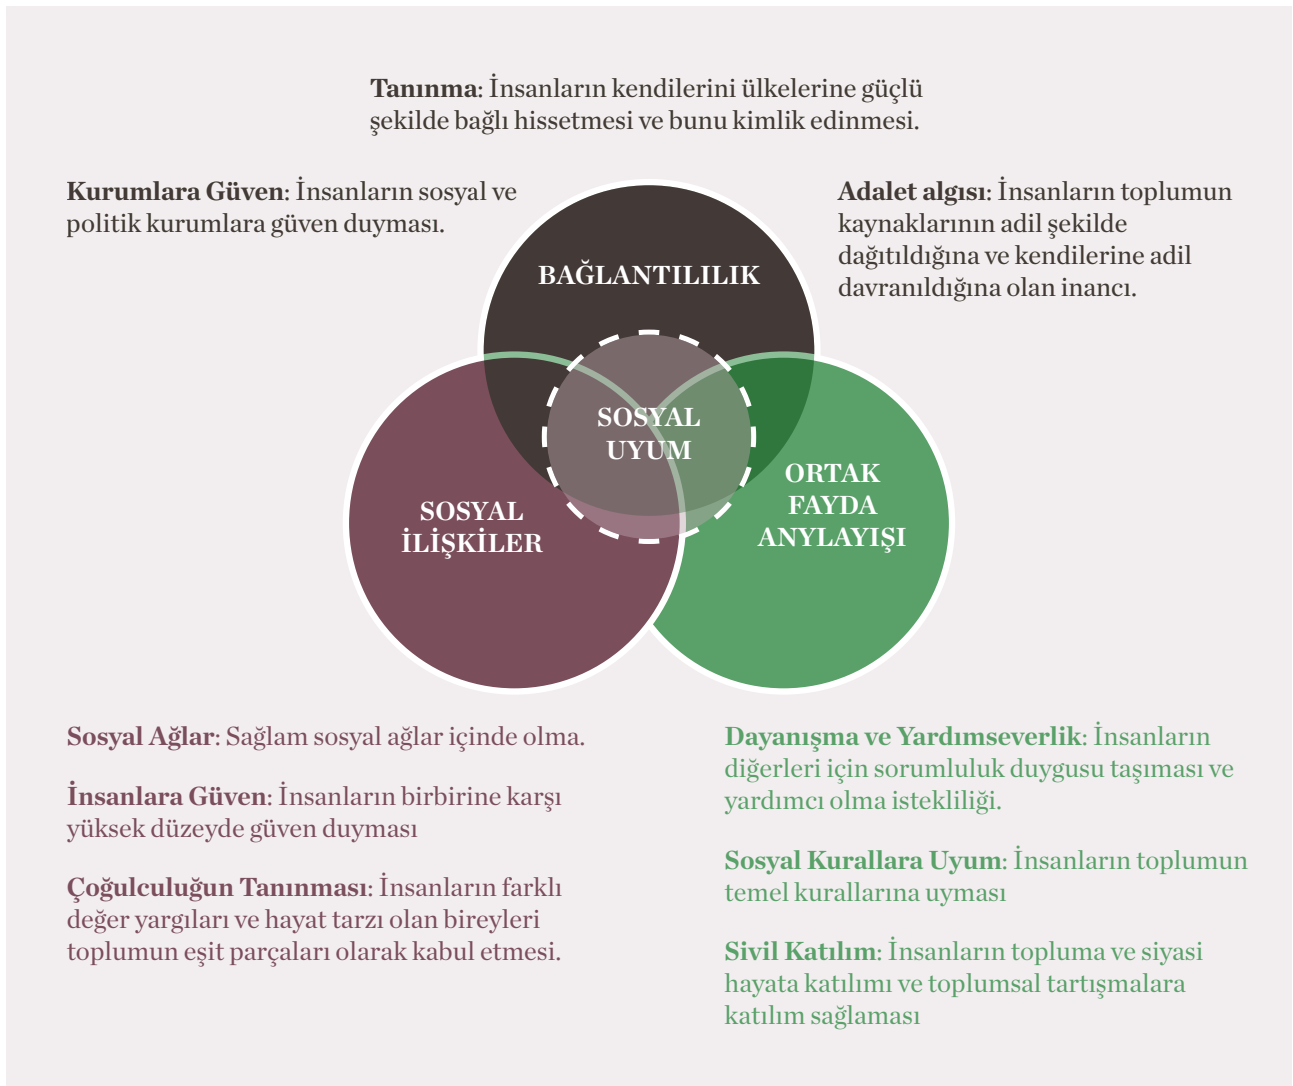 Tanınma: İnsanların kendilerini ülkelerine güçlü
şekilde bağlı hissetmesi ve bunu kimlik edinmesi.
Kurumlara Güven: İnsanların sosyal ve
politik kurumlara güven duyması.
Adalet algısı: İnsanların toplumun
kaynaklarının adil şekilde
dağıtıldığına ve kendilerine adil
davranıldığına olan inancı.
BAĞLANTILILIK
SOSYAL
UYUM
SOSYAL
İLİŞKİLER
ORTAK
FAYDA
ANYLAYIŞI
Sosyal Ağlar: Sağlam sosyal ağlar içinde olma.
İnsanlara Güven: İnsanların birbirine karşı
yüksek düzeyde güven duyması
Çoğulculuğun Tanınması: İnsanların farklı
değer yargıları ve hayat tarzı olan bireyleri
toplumun eşit parçaları olarak kabul etmesi.
Dayanışma ve Yardımseverlik: İnsanların
diğerleri için sorumluluk duygusu taşıması ve
yardımcı olma istekliliği.
Sosyal Kurallara Uyum: İnsanların toplumun
temel kurallarına uyması
Sivil Katılım: İnsanların topluma ve siyasi
hayata katılımı ve toplumsal tartışmalara
katılım sağlaması